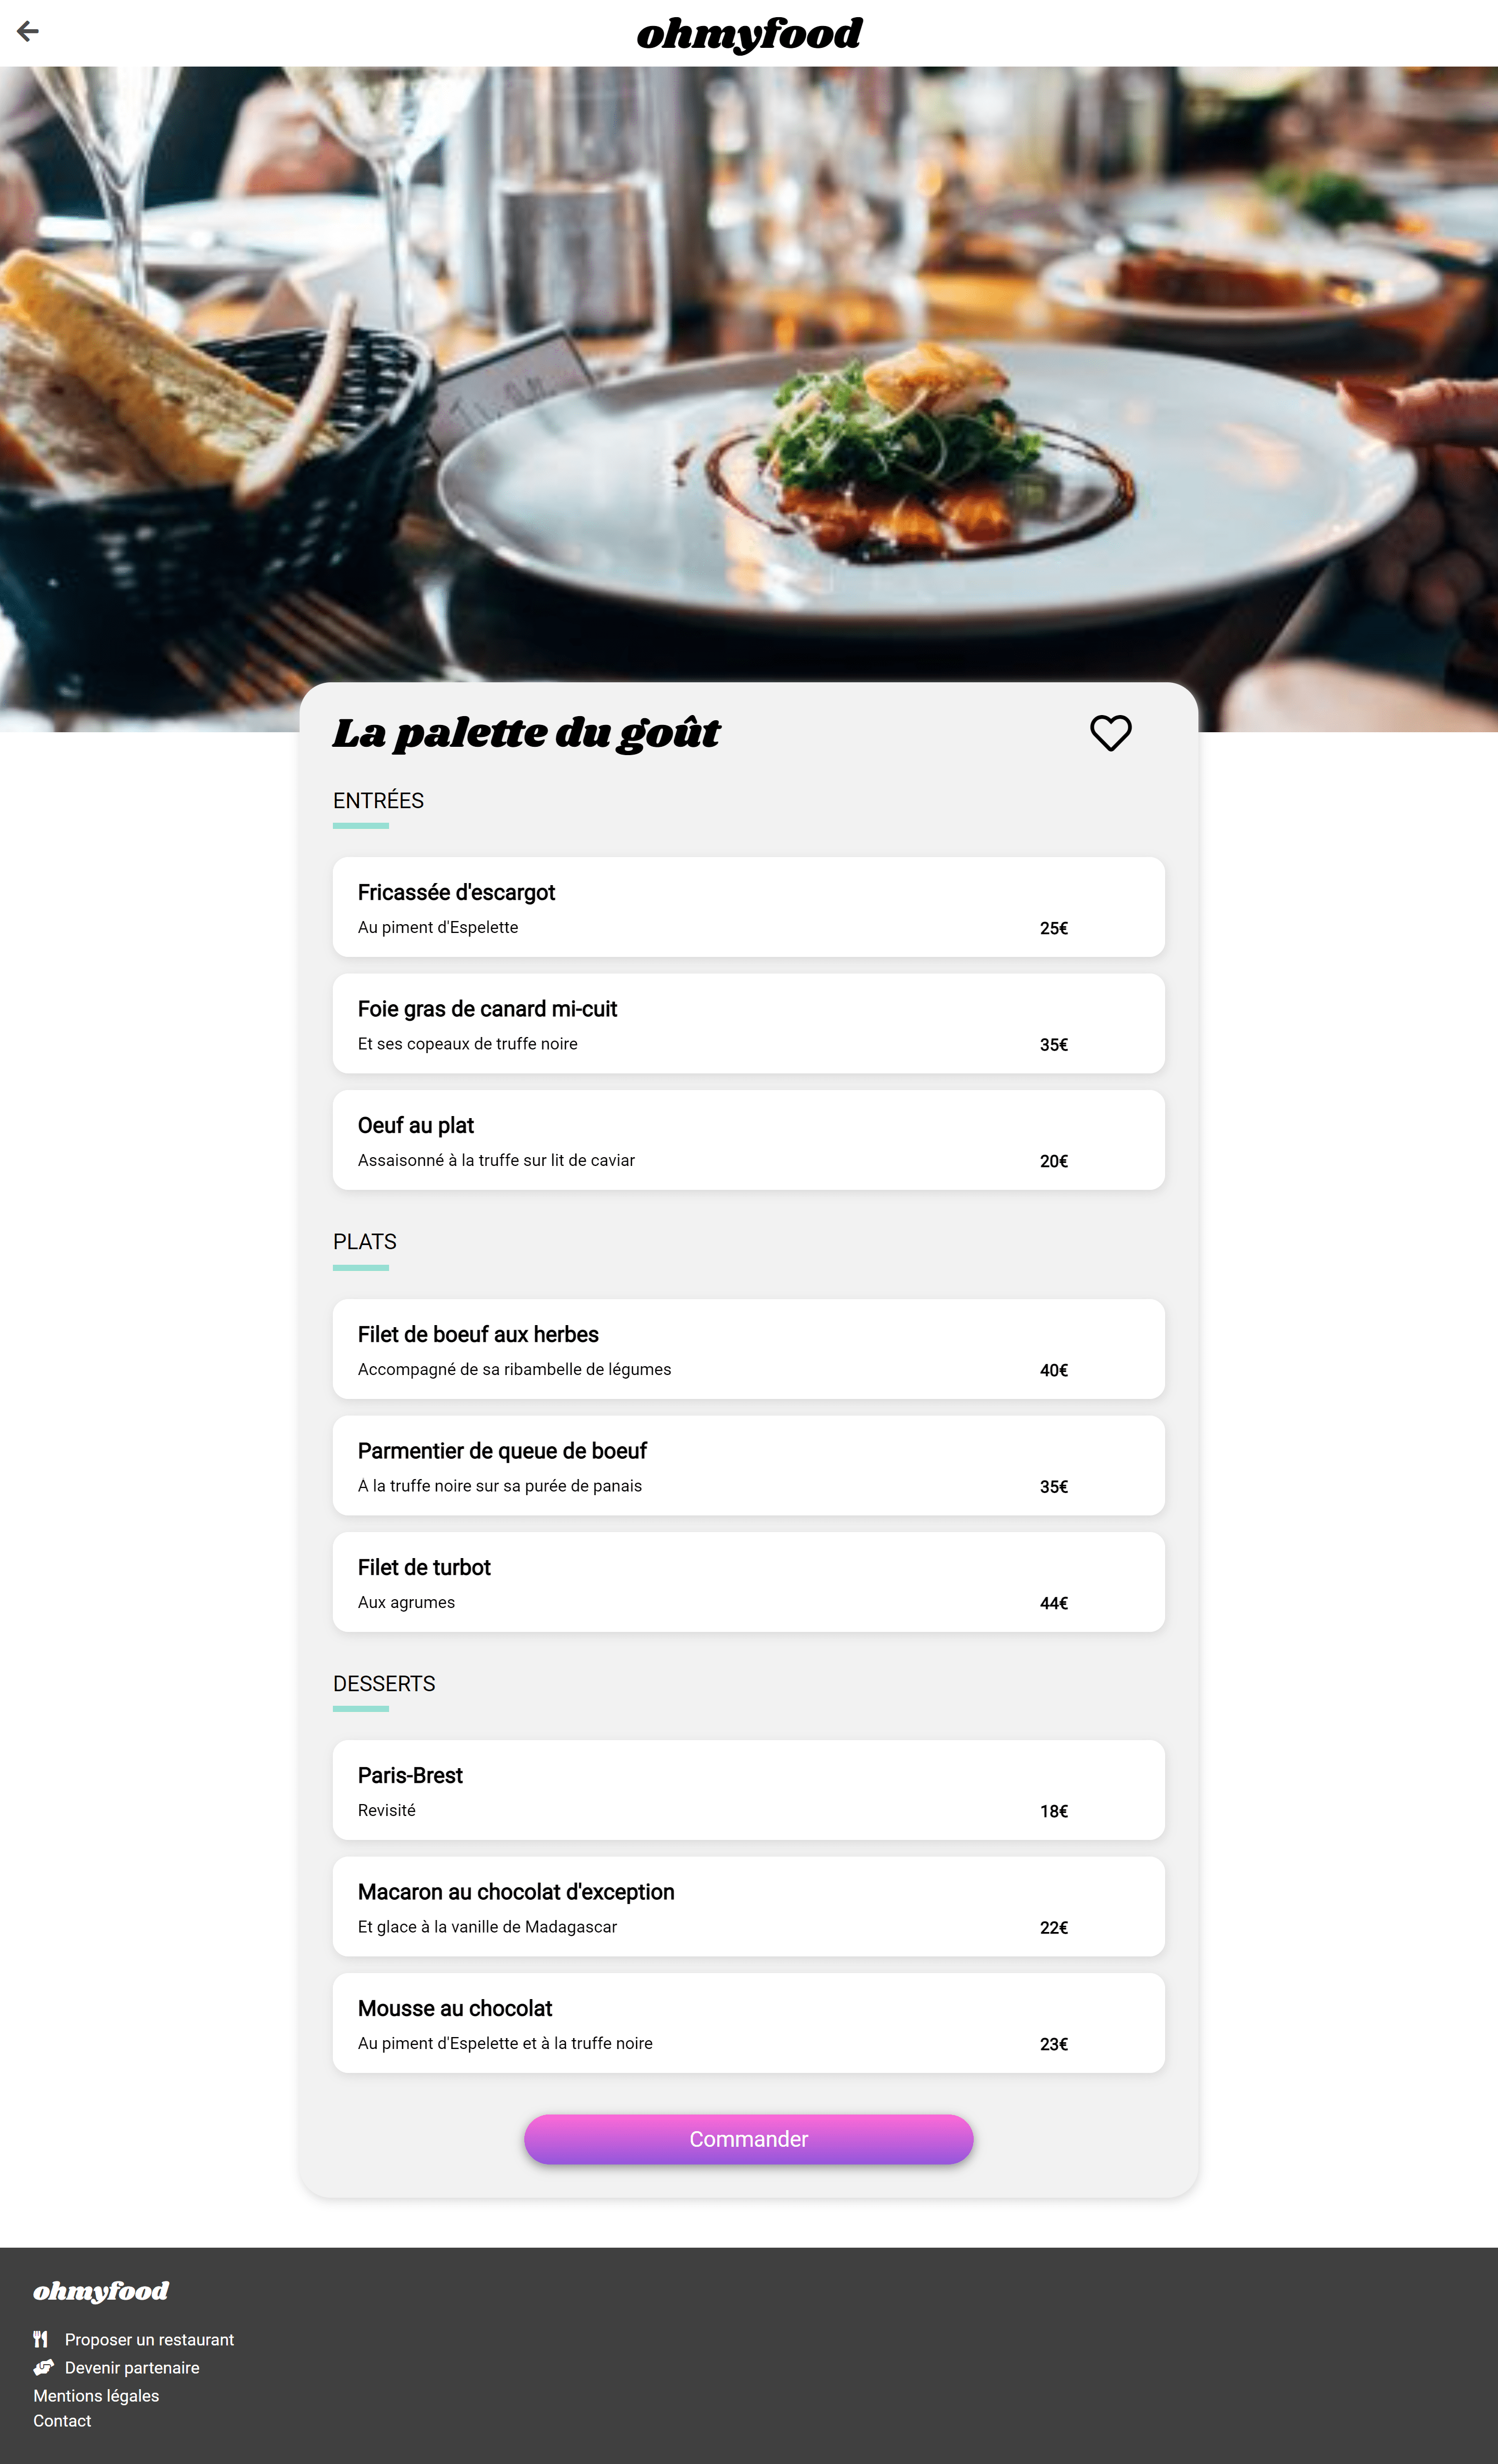 ohmyfood
La palette du goût
ENTRÉES
Fricassée d'escargot
Au piment d'Espelette
25€
Foie gras de canard mi-cuit
Et ses copeaux de truffe noire
35€
Oeuf au plat
Assaisonné à la truffe sur lit de caviar
20€
PLATS
Filet de boeuf aux herbes
Accompagné de sa ribambelle de légumes
40€
Parmentier de queue de boeuf
A la truffe noire sur sa purée de panais
35€
Filet de turbot
Aux agrumes
44€
DESSERTS
Paris-Brest
Revisité
18€
Macaron au chocolat d'exception
Et glace à la vanille de Madagascar
22€
Mousse au chocolat
Au piment d'Espelette et à la truffe noire
23€
Commander
ohmyfood
Proposer un restaurant
Devenir partenaire
Mentions légales
Contact